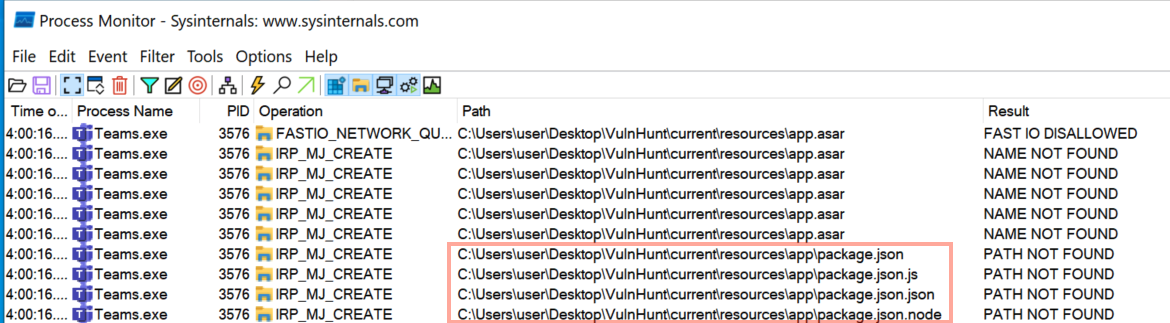 Process Monitor - Sysinternals: www.sysinternals.com
File Edit Event Filter Tools Options Help
Time o... Process Name PID Operation Path Result
4:00:16.... Teams.exe 3576 FASTIO_NETWORK_QU... C:\Users\user\Desktop\VulnHunt\current\resources\app.asar FAST IO DISALLOWED
4:00:16.... Teams.exe 3576 IRP_MJ_CREATE C:\Users\user\Desktop\VulnHunt\current\resources\app.asar NAME NOT FOUND
4:00:16.... Teams.exe 3576 IRP_MJ_CREATE C:\Users\user\Desktop\VulnHunt\current\resources\app.asar NAME NOT FOUND
4:00:16.... Teams.exe 3576 IRP_MJ_CREATE C:\Users\user\Desktop\VulnHunt\current\resources\app.asar NAME NOT FOUND
4:00:16.... Teams.exe 3576 IRP_MJ_CREATE C:\Users\user\Desktop\VulnHunt\current\resources\app.asar NAME NOT FOUND
4:00:16.... Teams.exe 3576 IRP_MJ_CREATE C:\Users\user\Desktop\VulnHunt\current\resources\app.asar NAME NOT FOUND
4:00:16.... Teams.exe 3576 IRP_MJ_CREATE C:\Users\user\Desktop\VulnHunt\current\resources\app\package.json PATH NOT FOUND
4:00:16.... Teams.exe 3576 IRP_MJ_CREATE C:\Users\user\Desktop\VulnHunt\current\resources\app\package.json.js PATH NOT FOUND
4:00:16.... Teams.exe 3576 IRP_MJ_CREATE C:\Users\user\Desktop\VulnHunt\current\resources\app\package.json.json PATH NOT FOUND
4:00:16.... Teams.exe 3576 IRP_MJ_CREATE C:\Users\user\Desktop\VulnHunt\current\resources\app\package.json.node PATH NOT FOUND